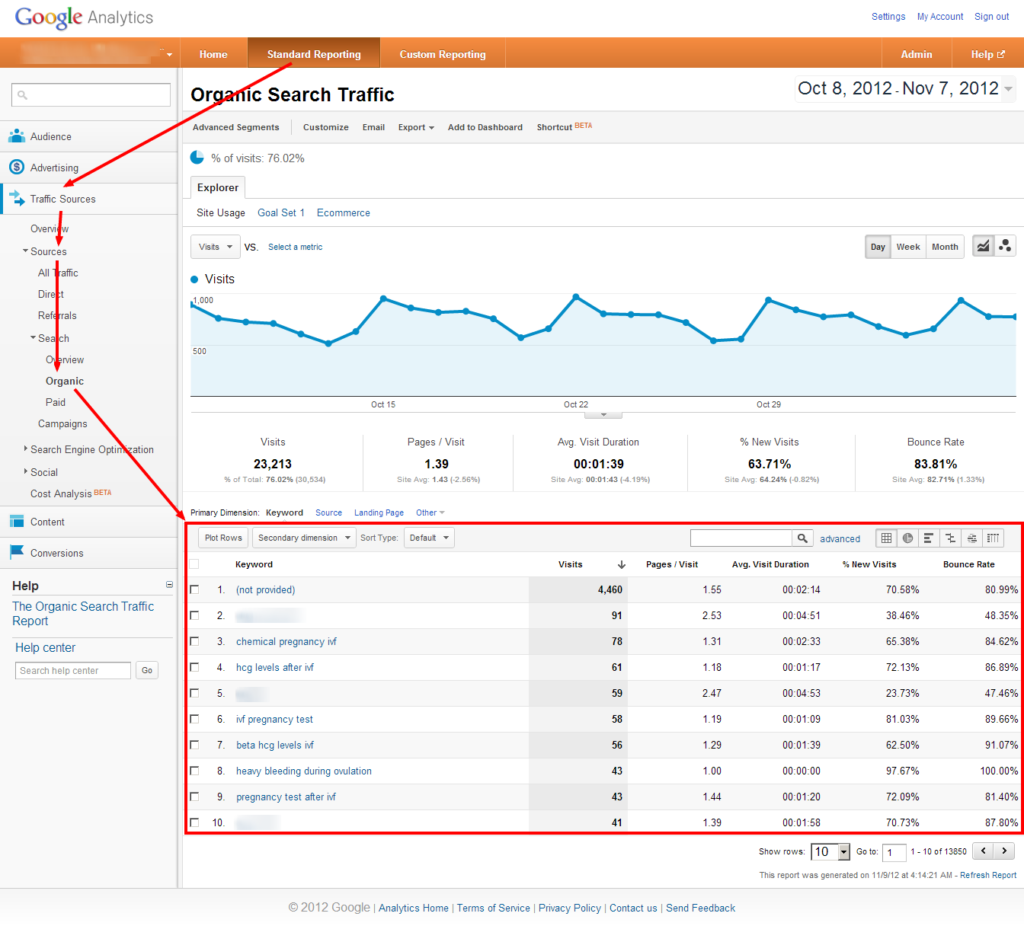 Google Analytics
Settings My Account Sign out
Home Standard Reporting Custom Reporting Admin Help
Organic Search Traffic
Oct 8, 2012 - Nov 7, 2012
Advanced Segments Customize Email Export Add to Dashboard Shortcut BETA
% of visits: 76.02%
Explorer
Site Usage Goal Set 1 Ecommerce
Visits VS. Select a metric
Day Week Month
Visits
1,000
500
Oct 15 Oct 22 Oct 29
Visits Pages / Visit Avg. Visit Duration % New Visits Bounce Rate
23,213 1.39 00:01:39 63.71% 83.81%
% of Total: 76.02% (30,534) Site Avg: 1.43 (-2.56%) Site Avg: 00:01:43 (-4.19%) Site Avg: 64.24% (-0.82%) Site Avg: 82.71% (1.33%)
Audience
Advertising
Traffic Sources
Overview
Sources
All Traffic
Direct
Referrals
Search
Overview
Organic
Paid
Campaigns
Search Engine Optimization
Social
Cost Analysis BETA
Content
Conversions
Help
The Organic Search Traffic
Report
Help center
Search help center Go
Primary Dimension: Keyword Source Landing Page Other
Plot Rows Secondary dimension Sort Type: Default advanced
Keyword Visits Pages / Visit Avg. Visit Duration % New Visits Bounce Rate
1. (not provided) 4,460 1.55 00:02:14 70.58% 80.99%
2. 91 2.53 00:04:51 38.46% 48.35%
3. chemical pregnancy ivf 78 1.31 00:02:33 65.38% 84.62%
4. hcg levels after ivf 61 1.18 00:01:17 72.13% 86.89%
5. 59 2.47 00:04:53 23.73% 47.46%
6. ivf pregnancy test 58 1.19 00:01:09 81.03% 89.66%
7. beta hcg levels ivf 56 1.29 00:01:39 62.50% 91.07%
8. heavy bleeding during ovulation 43 1.00 00:00:00 97.67% 100.00%
9. pregnancy test after ivf 43 1.44 00:01:20 72.09% 81.40%
10. 41 1.39 00:01:58 70.73% 87.80%
Show rows: 10 Go to: 1 1 - 10 of 13850
This report was generated on 11/9/12 at 4:14:21 AM - Refresh Report
© 2012 Google | Analytics Home | Terms of Service | Privacy Policy | Contact us | Send Feedback